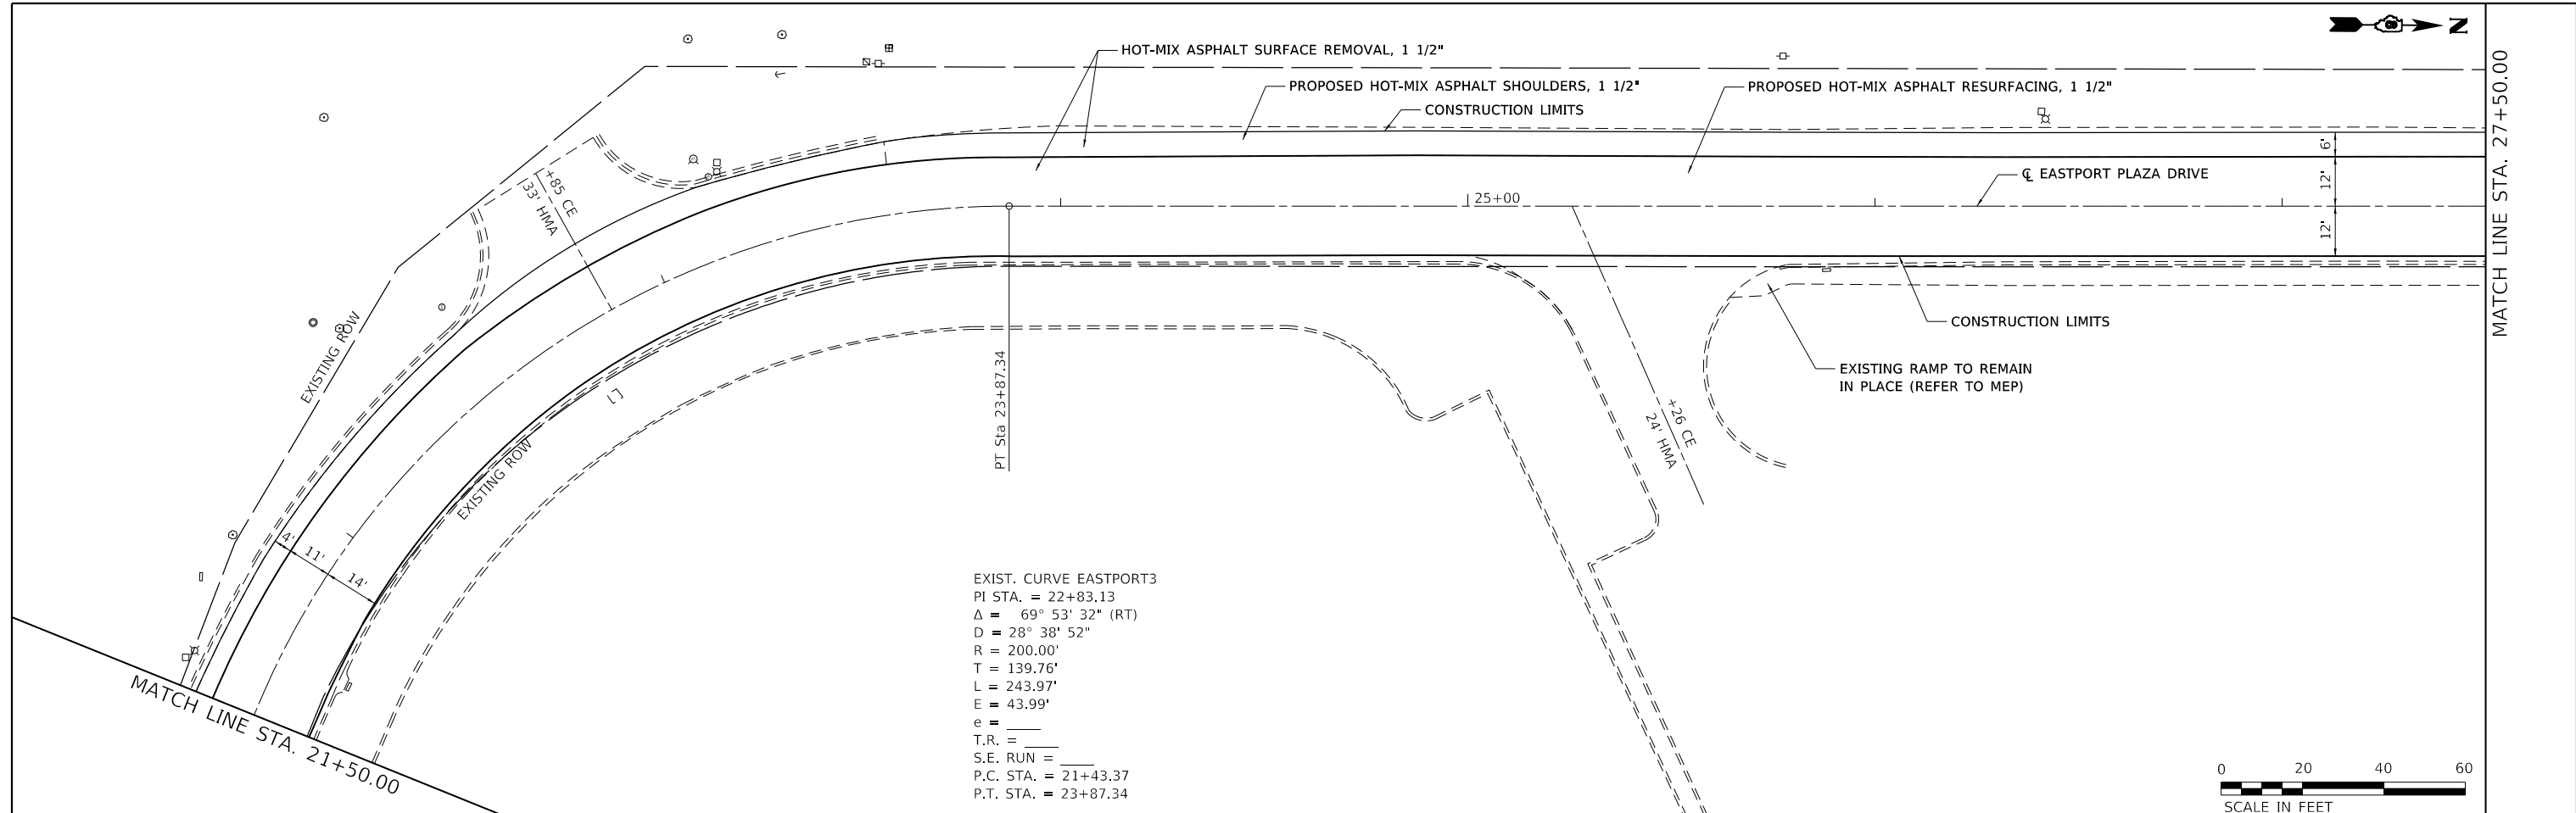 N
HOT-MIX ASPHALT SURFACE REMOVAL, 1 1/2"
PROPOSED HOT-MIX ASPHALT SHOULDERS, 1 1/2"
PROPOSED HOT-MIX ASPHALT RESURFACING, 1 1/2"
CONSTRUCTION LIMITS
MATCH LINE STA. 27+50.00
6'
12'
12'
℄ EASTPORT PLAZA DRIVE
+85 CE
33' HMA
25+00
EXISTING ROW
CONSTRUCTION LIMITS
PT Sta 23+87.34
EXISTING RAMP TO REMAIN
IN PLACE (REFER TO MEP)
+26 CE
24' HMA
EXISTING ROW
4'
11'
14'
EXIST. CURVE EASTPORT3
PI STA. = 22+83.13
Δ = 69° 53' 32" (RT)
D = 28° 38' 52"
R = 200.00'
T = 139.76'
L = 243.97'
E = 43.99'
e = ____
T.R. = ____
S.E. RUN = ____
P.C. STA. = 21+43.37
P.T. STA. = 23+87.34
MATCH LINE STA. 21+50.00
0 20 40 60
SCALE IN FEET